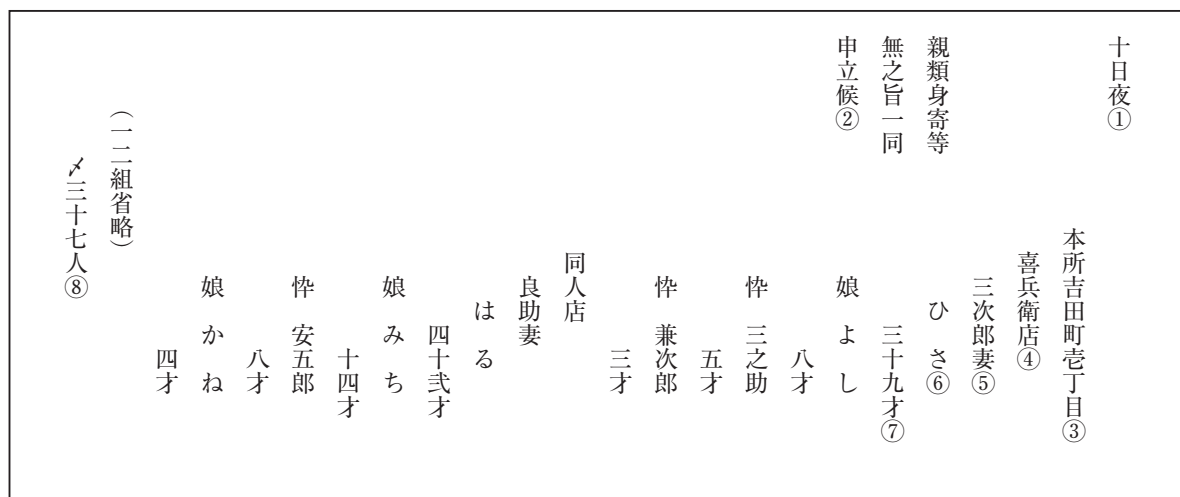 十日夜①
親類身寄等
無之旨一同
申立候②
本所吉田町壱丁目③
喜兵衛店④
三次郎妻⑤
ひ　さ⑥
三十九才⑦
娘　よ　し
八才
忰　三之助
五才
忰　兼次郎
三才
同人店
良助妻
は　る
四十弐才
娘　み　ち
十四才
忰　安五郎
八才
娘　か　ね
四才
（一二組省略）
〆三十七人⑧